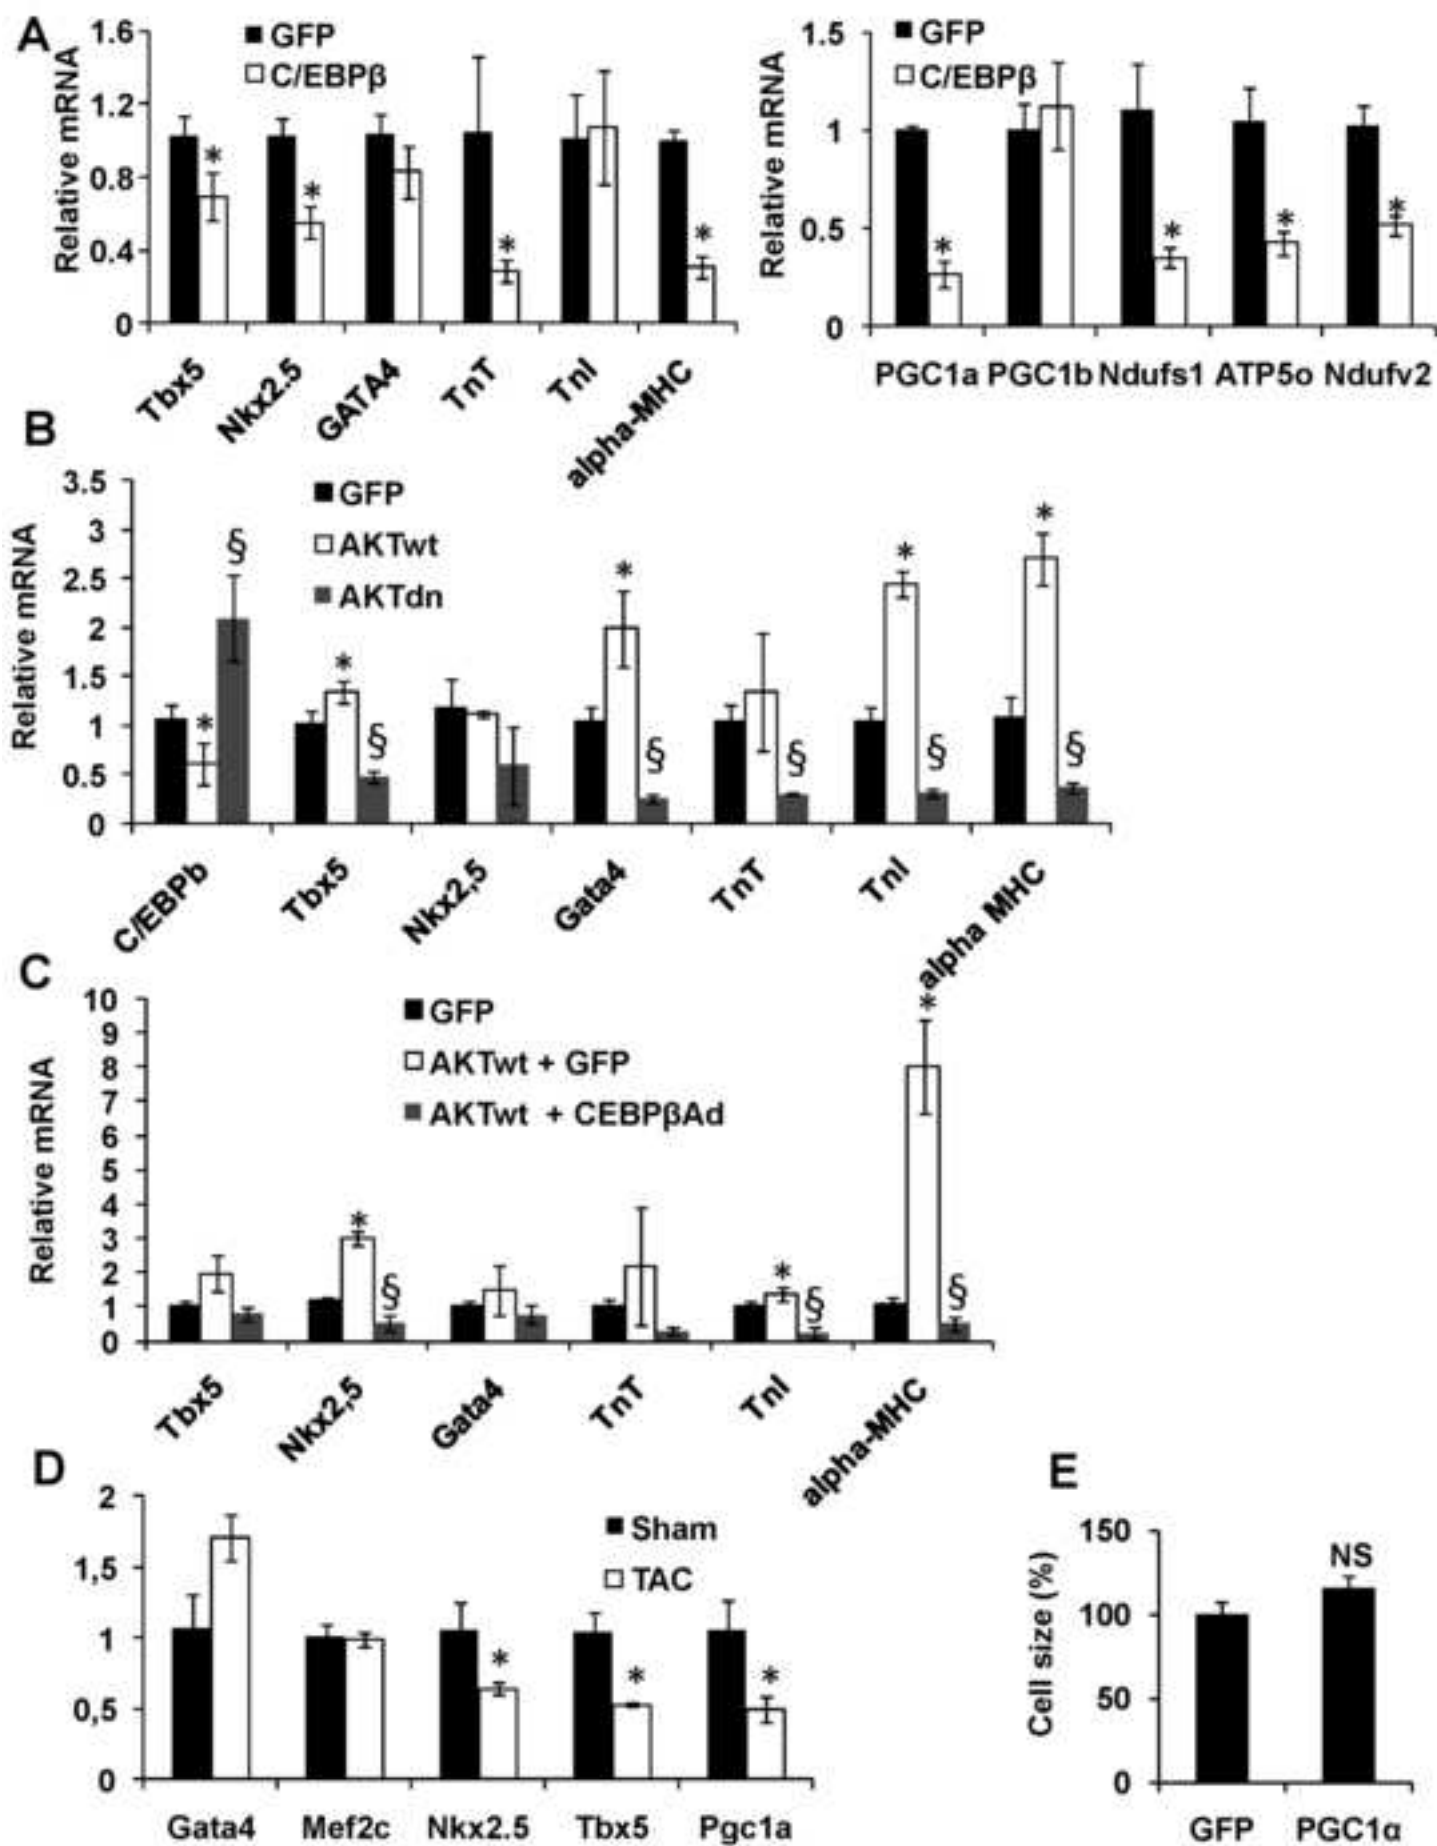 A
Relative mRNA
1.6
1.2
0.8
0.4
0
GFP
C/EBPβ
*
*
*
*
Tbx5
Nkx2.5
GATA4
TnT
TnI
alpha-MHC
Relative mRNA
1.5
1
0.5
0
GFP
C/EBPβ
*
*
*
*
PGC1a PGC1b Ndufs1 ATP5o Ndufv2
B
Relative mRNA
3.5
3
2.5
2
1.5
1
0.5
0
GFP
AKTwt
AKTdn
*
§
*
§
*
§
§
*
§
*
§
C/EBPb
Tbx5
Nkx2,5
Gata4
TnT
TnI
alpha MHC
C
Relative mRNA
10
9
8
7
6
5
4
3
2
1
0
GFP
AKTwt + GFP
AKTwt + CEBPβAd
*
§
*
§
*
§
Tbx5
Nkx2,5
Gata4
TnT
TnI
alpha-MHC
D
2
1,5
1
0,5
0
Sham
TAC
*
*
*
Gata4 Mef2c Nkx2.5 Tbx5 Pgc1a
E
Cell size (%)
150
100
50
0
NS
GFP PGC1α